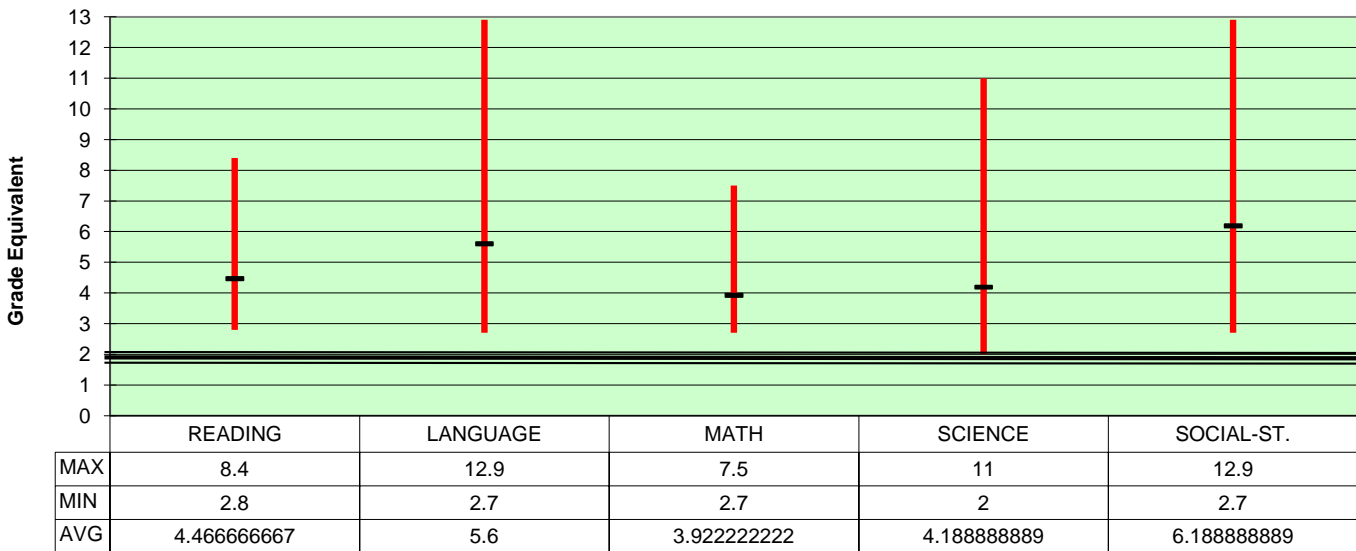 Grade Equivalent
13
12
11
10
9
8
7
6
5
4
3
2
1
0
READING LANGUAGE MATH SCIENCE SOCIAL-ST.
MAX 8.4 12.9 7.5 11 12.9
MIN 2.8 2.7 2.7 2 2.7
AVG 4.466666667 5.6 3.922222222 4.188888889 6.188888889